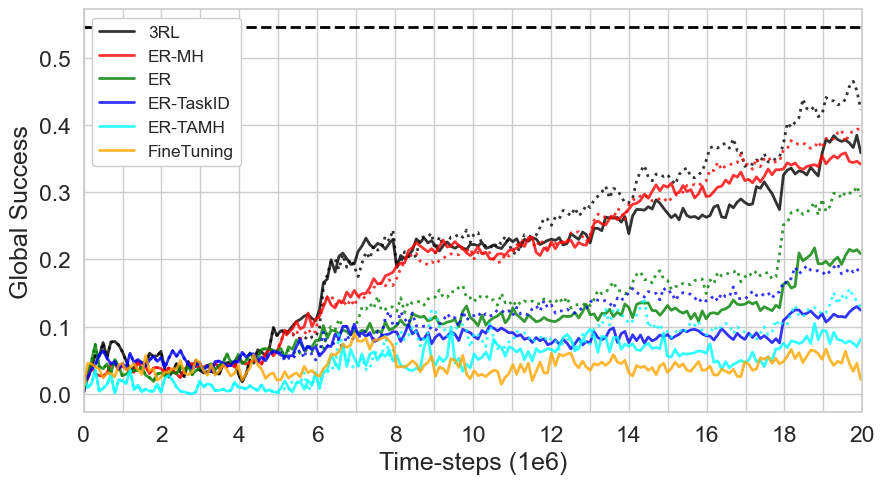 3RL
ER-MH
ER
ER-TaskID
ER-TAMH
FineTuning
Global Success
0.5
0.4
0.3
0.2
0.1
0.0
0 2 4 6 8 10 12 14 16 18 20
Time-steps (1e6)